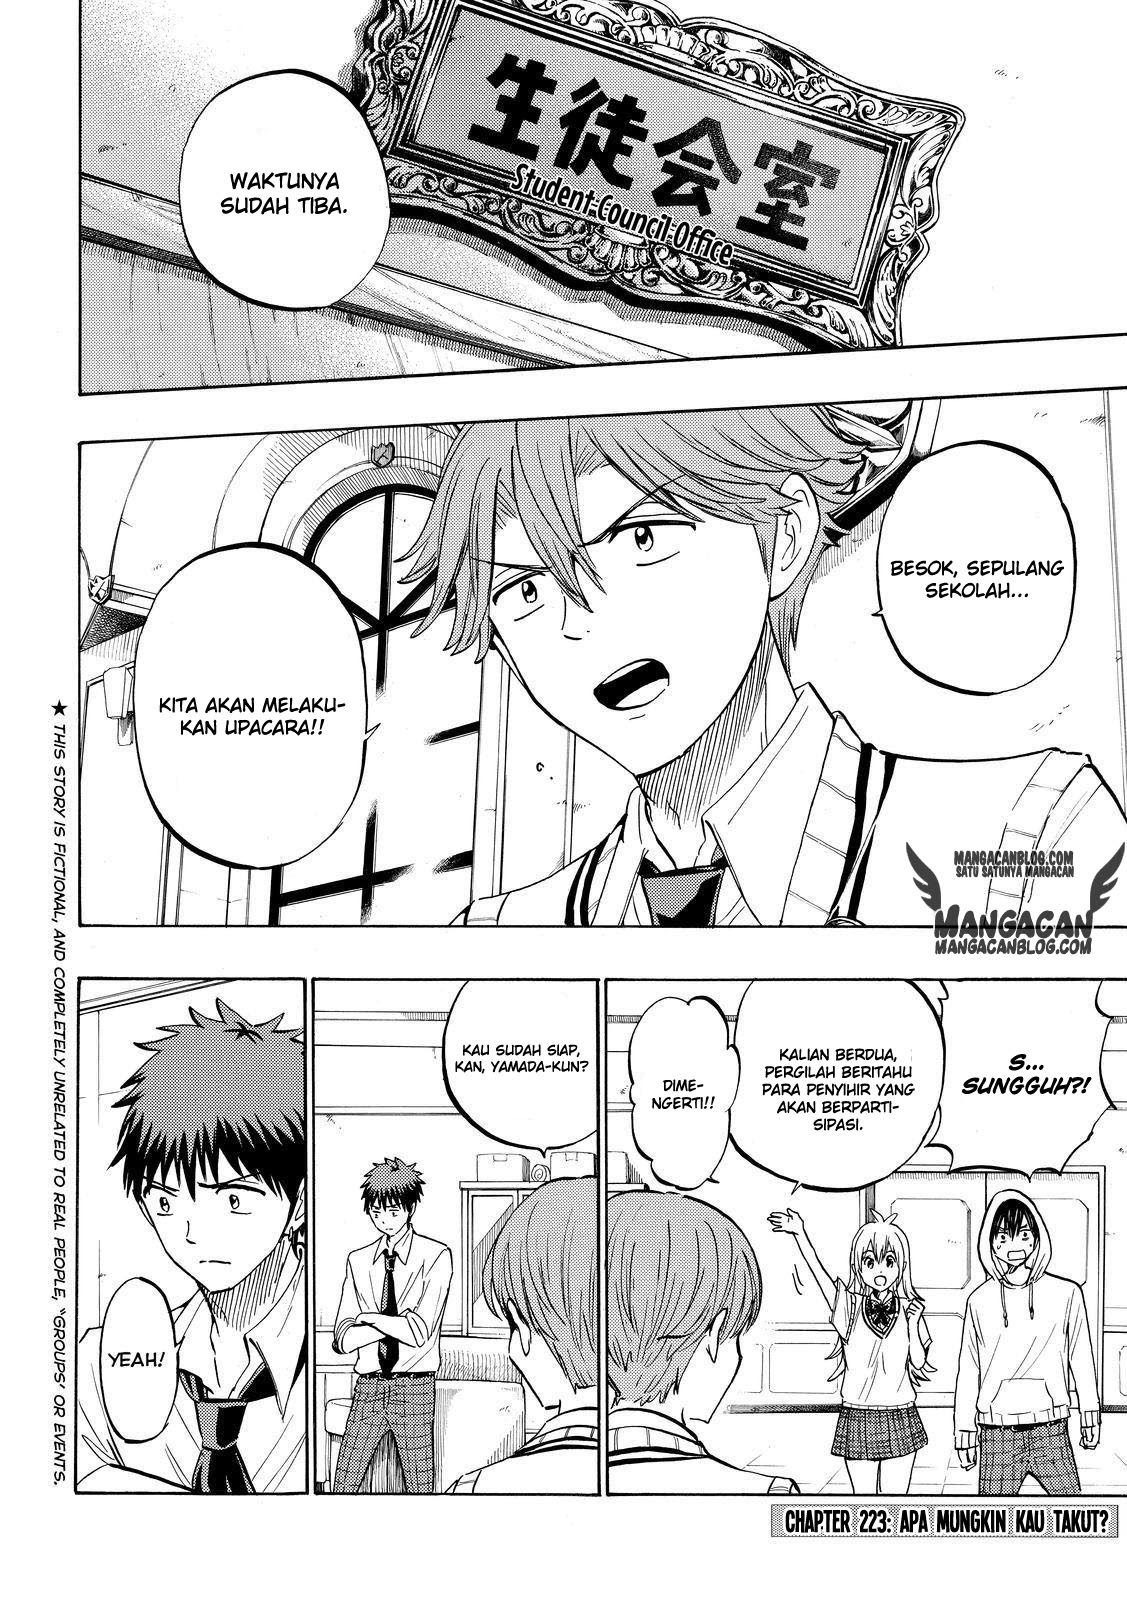 生徒会室
Student Council Office
WAKTUNYA
SUDAH TIBA.
BESOK, SEPULANG
SEKOLAH...
KITA AKAN MELAKU-
KAN UPACARA!!
MANGACANBLOG.COM
SATU SATUNYA MANGACAN
MANGACAN
MANGACANBLOG.COM
S...
SUNGGUH?!
KALIAN BERDUA,
PERGILAH BERITAHU
PARA PENYIHIR YANG
AKAN BERPARTI-
SIPASI.
DIME-
NGERTI!!
KAU SUDAH SIAP,
KAN, YAMADA-KUN?
YEAH!
★ THIS STORY IS FICTIONAL, AND COMPLETELY UNRELATED TO REAL PEOPLE, "GROUPS' OR EVENTS.
CHAPTER 223: APA MUNGKIN KAU TAKUT?